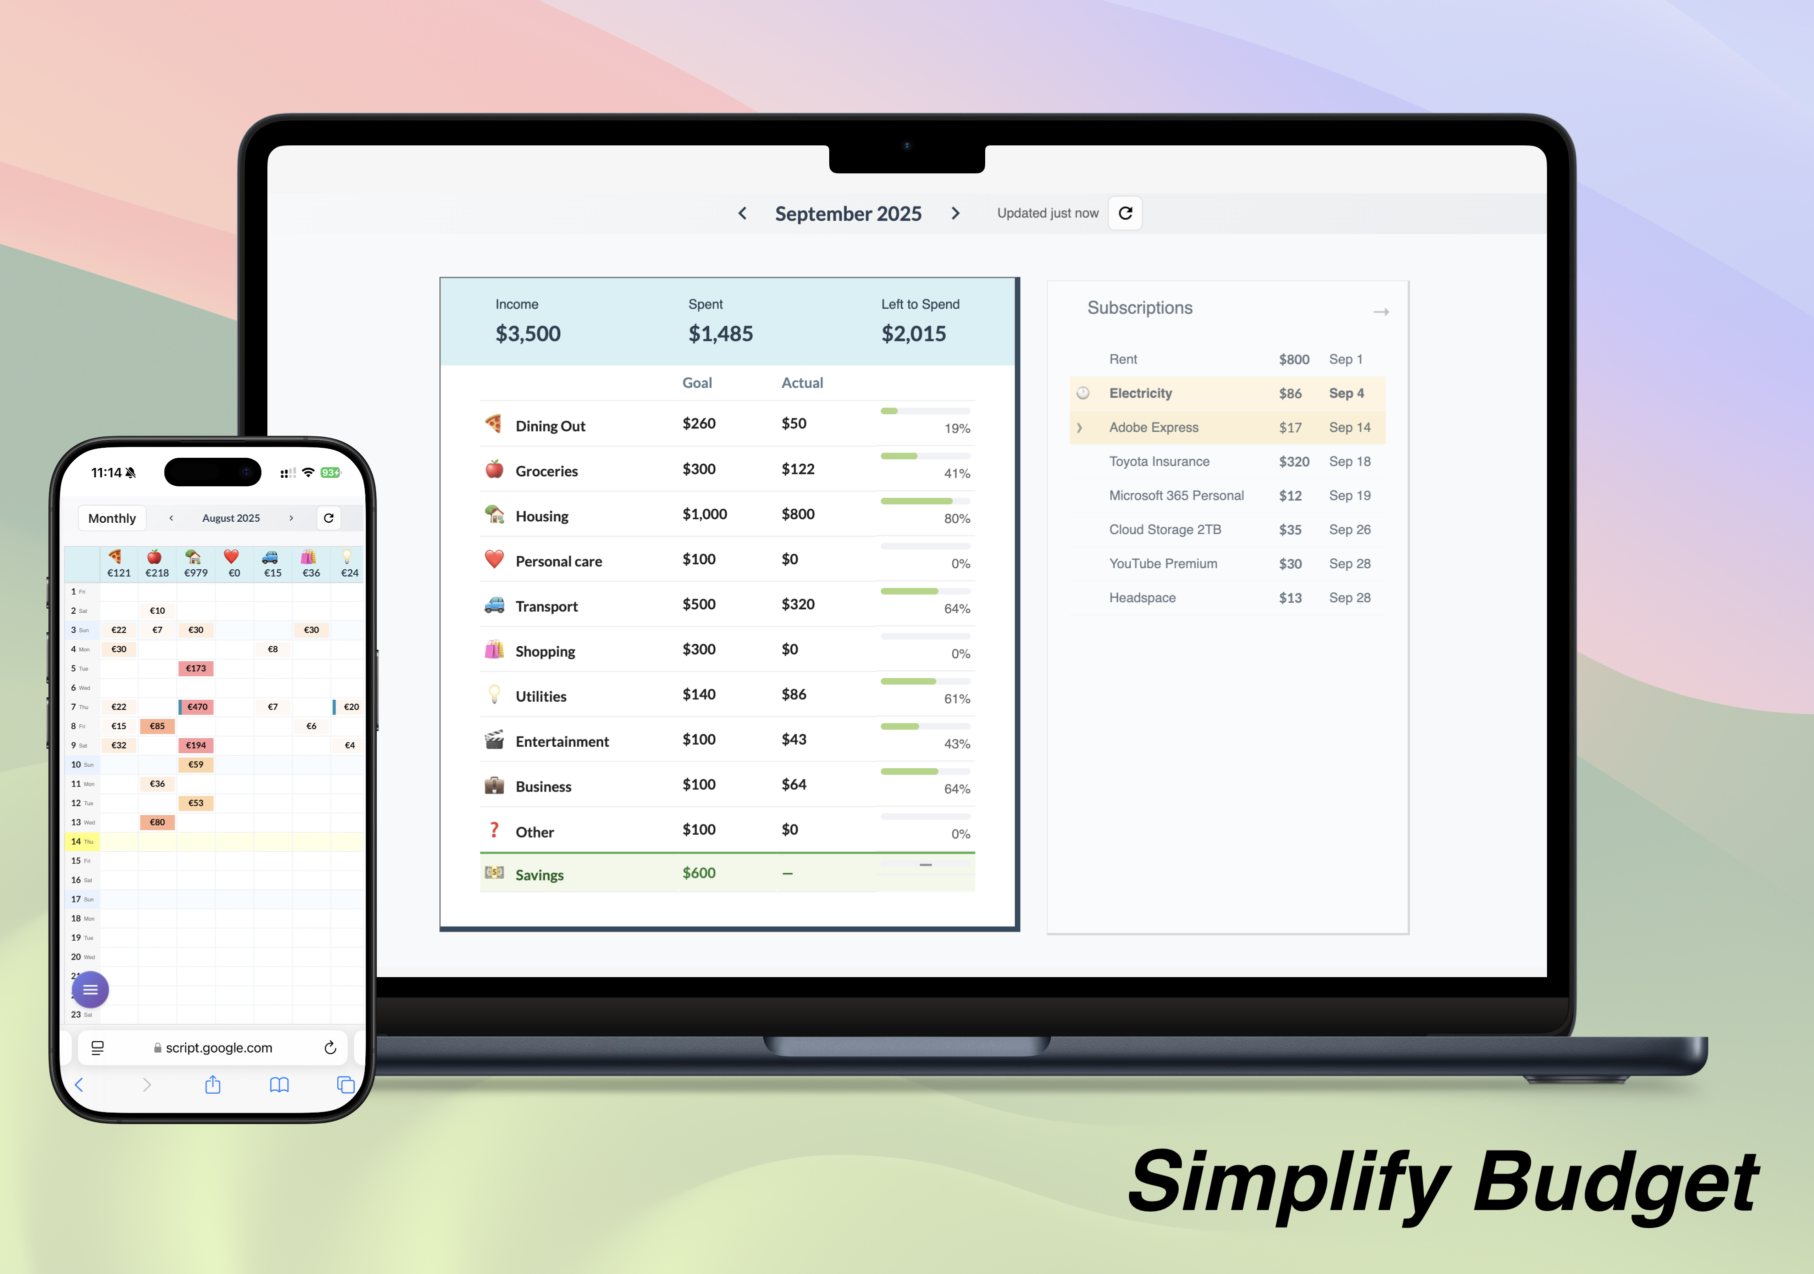 September 2025 Updated just now
Income Spent Left to Spend
$3,500 $1,485 $2,015
Goal Actual
Dining Out $260 $50 19%
Groceries $300 $122 41%
Housing $1,000 $800 80%
Personal care $100 $0 0%
Transport $500 $320 64%
Shopping $300 $0 0%
Utilities $140 $86 61%
Entertainment $100 $43 43%
Business $100 $64 64%
Other $100 $0 0%
Savings $600 — —
Subscriptions →
Rent $800 Sep 1
Electricity $86 Sep 4
Adobe Express $17 Sep 14
Toyota Insurance $320 Sep 18
Microsoft 365 Personal $12 Sep 19
Cloud Storage 2TB $35 Sep 26
YouTube Premium $30 Sep 28
Headspace $13 Sep 28
11:14 93
Monthly August 2025
€121 €218 €979 €0 €15 €36 €24
1 Fri
2 Sat €10
3 Sun €22 €7 €30 €30
4 Mon €30 €8
5 Tue €173
6 Wed
7 Thu €22 €470 €7 €20
8 Fri €15 €85 €6
9 Sat €32 €194 €4
10 Sun €59
11 Mon €36
12 Tue €53
13 Wed €80
14 Thu
15 Fri
16 Sat
17 Sun
18 Mon
19 Tue
20 Wed
23 Sat
script.google.com
Simplify Budget